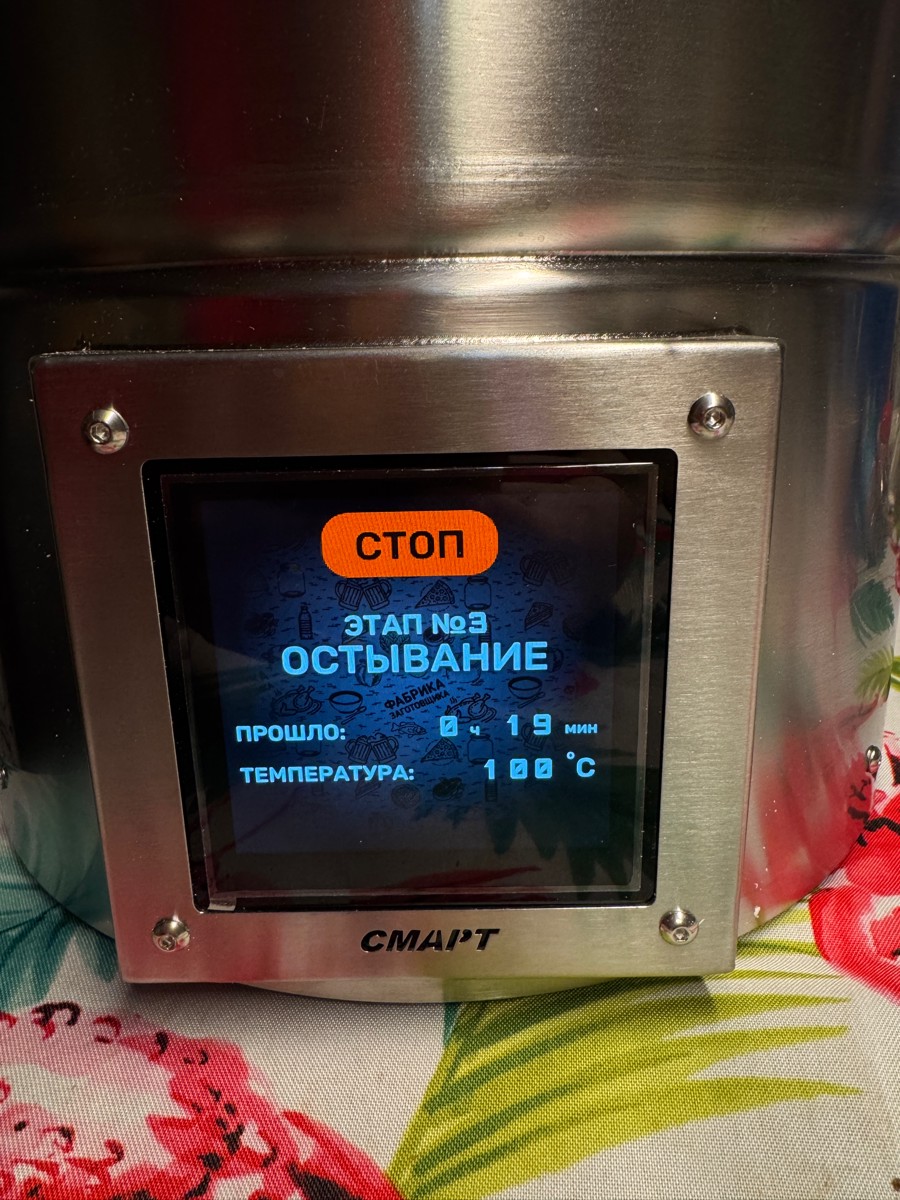 СТОП
ЭТАП №3
ОСТЫВАНИЕ
ФАБРИКА
ЗАГОТОВЩИКА
ПРОШЛО: 0 ч 19 мин
ТЕМПЕРАТУРА: 100 °C
СМАРТ